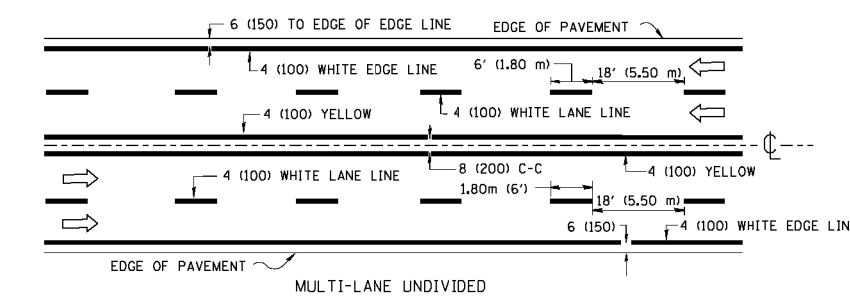 6 (150) TO EDGE OF EDGE LINE
EDGE OF PAVEMENT
4 (100) WHITE EDGE LINE
6' (1.80 m)
18' (5.50 m)
4 (100) YELLOW
4 (100) WHITE LANE LINE
CL
4 (100) WHITE LANE LINE
8 (200) C-C
4 (100) YELLOW
1.80m (6')
18' (5.50 m)
6 (150)
4 (100) WHITE EDGE LIN
EDGE OF PAVEMENT
MULTI-LANE UNDIVIDED